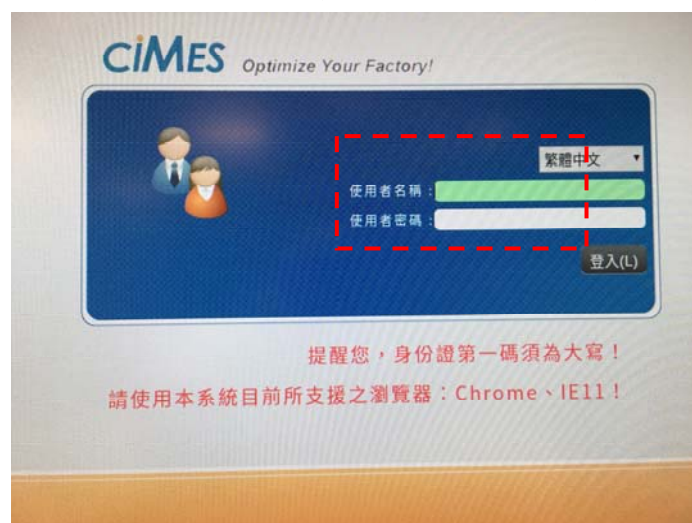 CiMES Optimize Your Factory!
繁體中文
使用者名稱：
使用者密碼：
登入(L)
提醒您，身份證第一碼須為大寫！
請使用本系統目前所支援之瀏覽器：Chrome、IE11！